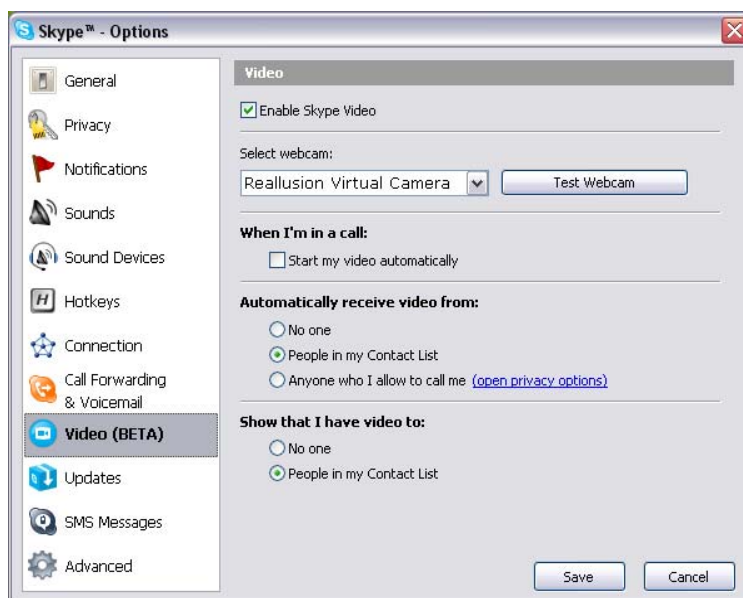 Skype™ - Options
General
Privacy
Notifications
Sounds
Sound Devices
H Hotkeys
Connection
Call Forwarding
& Voicemail
Video (BETA)
Updates
SMS Messages
Advanced
Video
Enable Skype Video
Select webcam:
Reallusion Virtual Camera
Test Webcam
When I'm in a call:
Start my video automatically
Automatically receive video from:
No one
People in my Contact List
Anyone who I allow to call me (open privacy options)
Show that I have video to:
No one
People in my Contact List
Save
Cancel